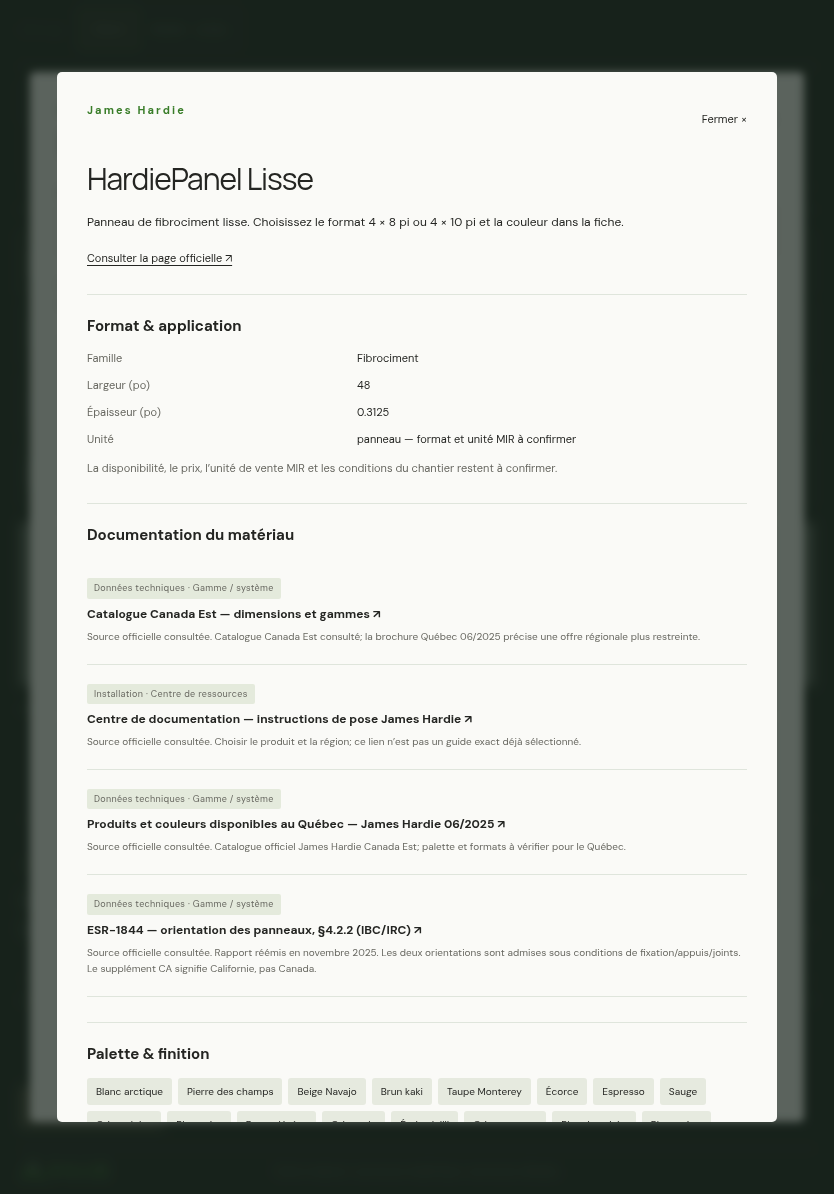 James Hardie
Fermer ×
HardiePanel Lisse
Panneau de fibrociment lisse. Choisissez le format 4 × 8 pi ou 4 × 10 pi et la couleur dans la fiche.
Consulter la page officielle ↗
Format & application
Famille Fibrociment
Largeur (po) 48
Épaisseur (po) 0.3125
Unité panneau — format et unité MIR à confirmer
La disponibilité, le prix, l’unité de vente MIR et les conditions du chantier restent à confirmer.
Documentation du matériau
Données techniques · Gamme / système
Catalogue Canada Est — dimensions et gammes ↗
Source officielle consultée. Catalogue Canada Est consulté; la brochure Québec 06/2025 précise une offre régionale plus restreinte.
Installation · Centre de ressources
Centre de documentation — instructions de pose James Hardie ↗
Source officielle consultée. Choisir le produit et la région; ce lien n’est pas un guide exact déjà sélectionné.
Données techniques · Gamme / système
Produits et couleurs disponibles au Québec — James Hardie 06/2025 ↗
Source officielle consultée. Catalogue officiel James Hardie Canada Est; palette et formats à vérifier pour le Québec.
Données techniques · Gamme / système
ESR-1844 — orientation des panneaux, §4.2.2 (IBC/IRC) ↗
Source officielle consultée. Rapport réémis en novembre 2025. Les deux orientations sont admises sous conditions de fixation/appuis/joints.
Le supplément CA signifie Californie, pas Canada.
Palette & finition
Blanc arctique Pierre des champs Beige Navajo Brun kaki Taupe Monterey Écorce Espresso Sauge